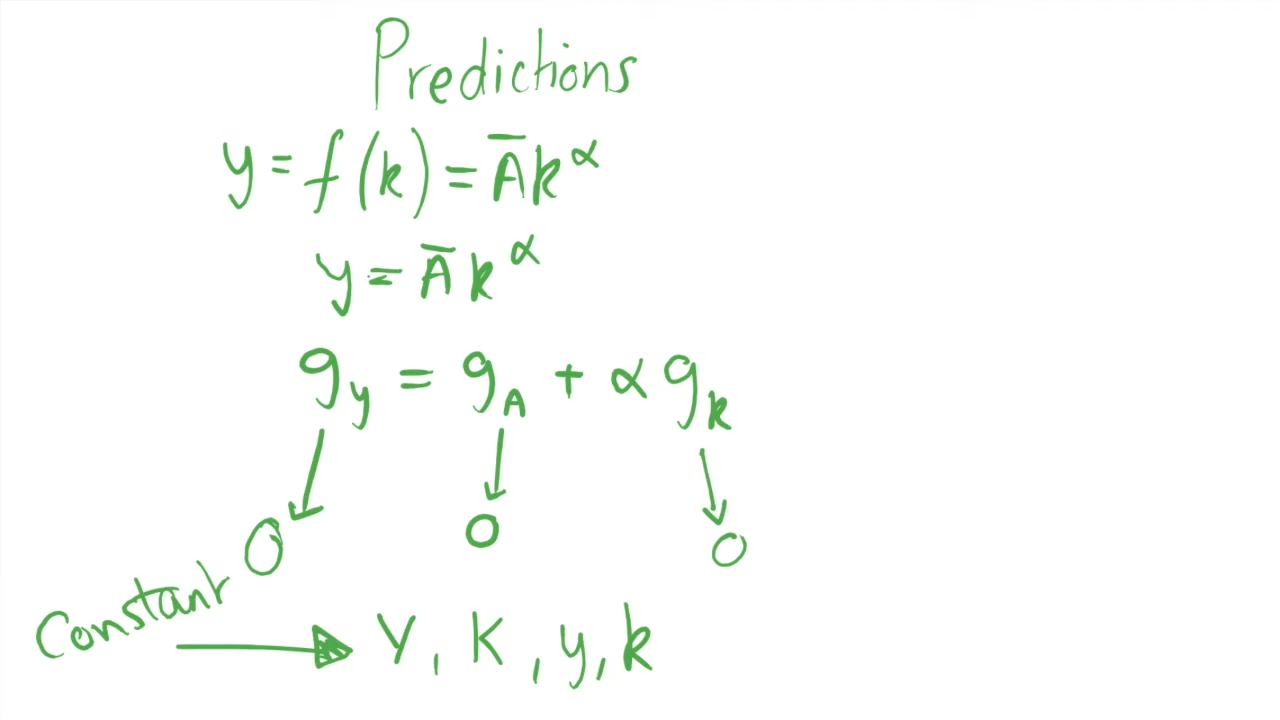 Predictions
y = f(k) = Āk^α
y = Āk^α
g_y = g_A + αg_k
0 0 0
Constant → Y, K, y, k